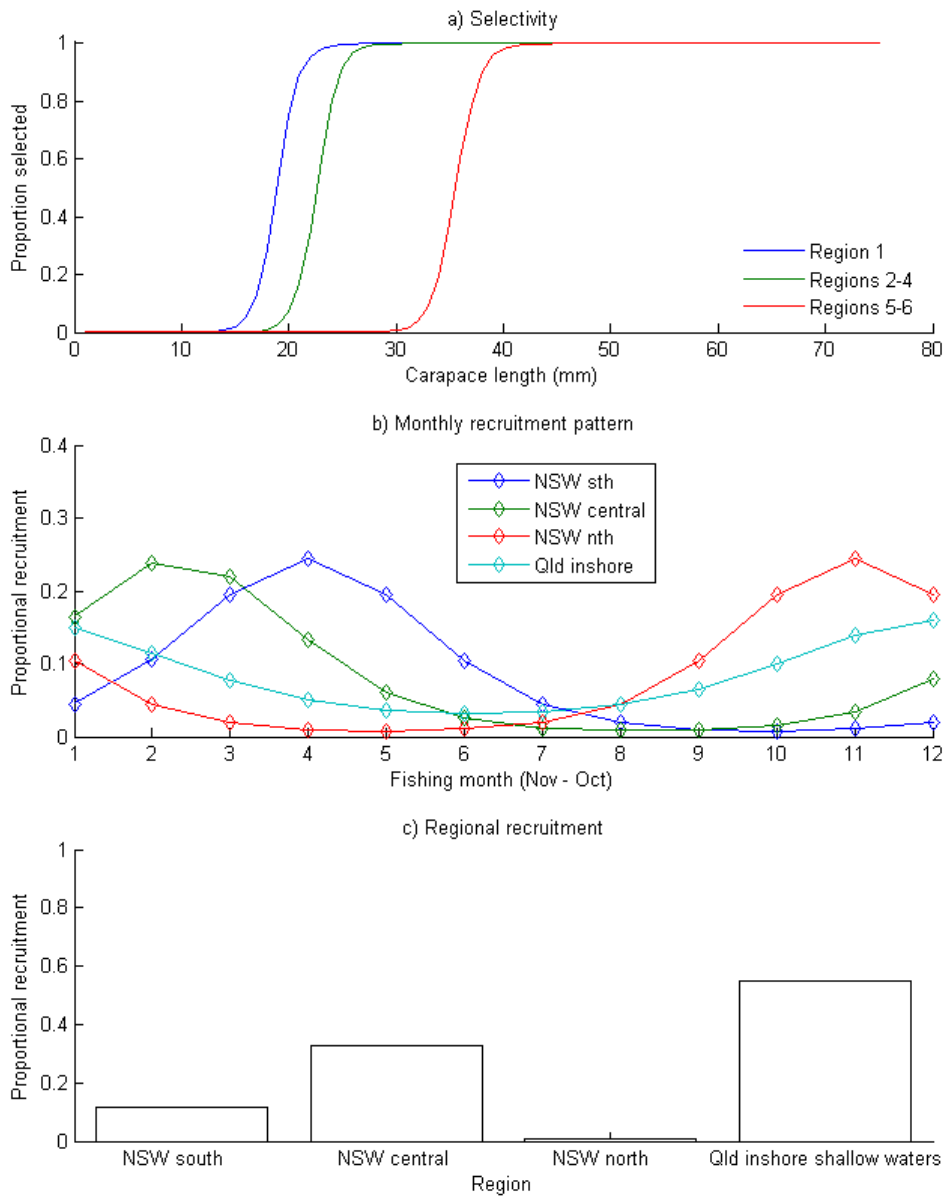 a) Selectivity
1
0.8
0.6
0.4
0.2
0
Proportion selected
Region 1
Regions 2-4
Regions 5-6
0 10 20 30 40 50 60 70 80
Carapace length (mm)
b) Monthly recruitment pattern
0.4
0.3
0.2
0.1
0
Proportional recruitment
NSW sth
NSW central
NSW nth
Qld inshore
1 2 3 4 5 6 7 8 9 10 11 12
Fishing month (Nov - Oct)
c) Regional recruitment
1
0.8
0.6
0.4
0.2
0
Proportional recruitment
NSW south NSW central NSW north Qld inshore shallow waters
Region